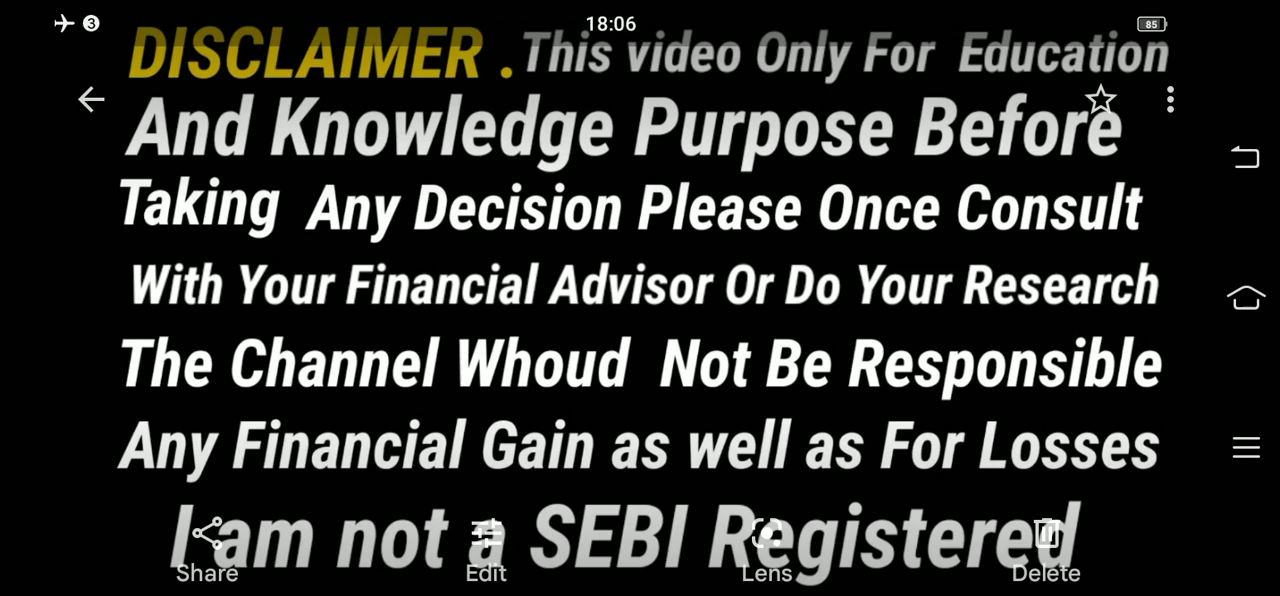 3 18:06 85
DISCLAIMER . This video Only For Education
And Knowledge Purpose Before
Taking Any Decision Please Once Consult
With Your Financial Advisor Or Do Your Research
The Channel Whoud Not Be Responsible
Any Financial Gain as well as For Losses
I am not a SEBI Registered
Share Edit Lens Delete